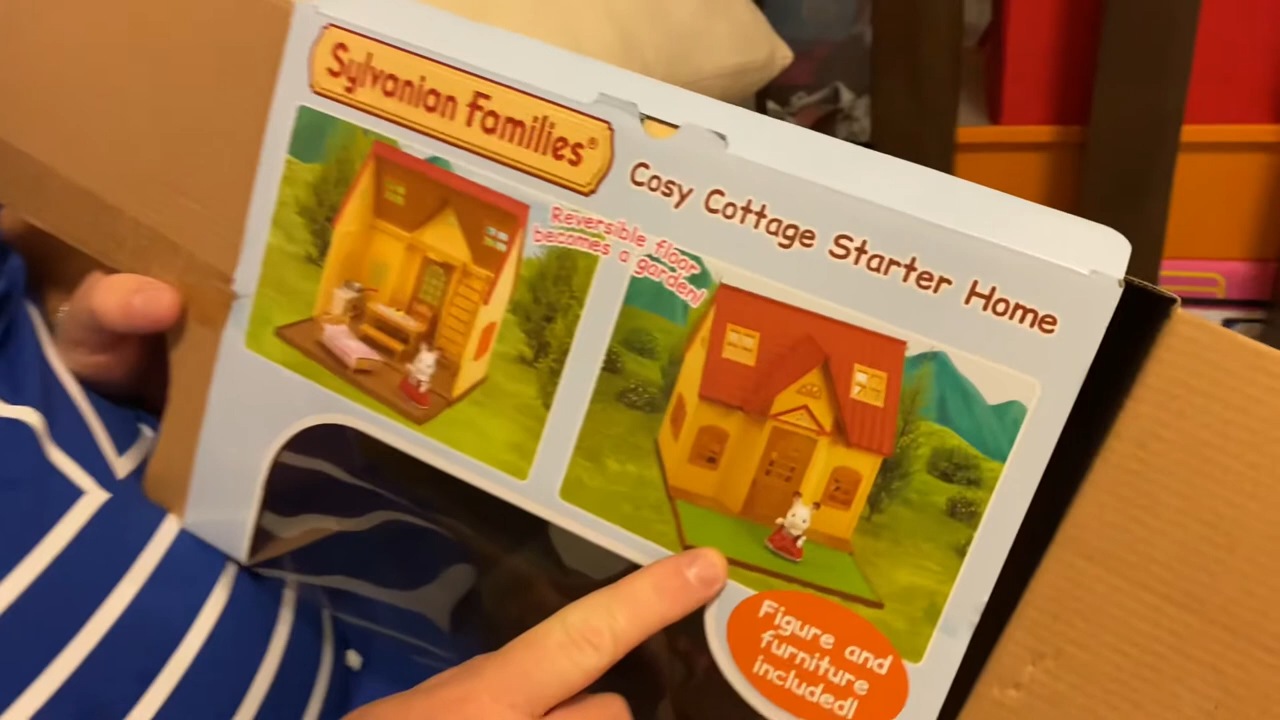 Sylvanian Families®
Cosy Cottage Starter Home
Reversible floor
becomes a garden!
Figure and
furniture
included!